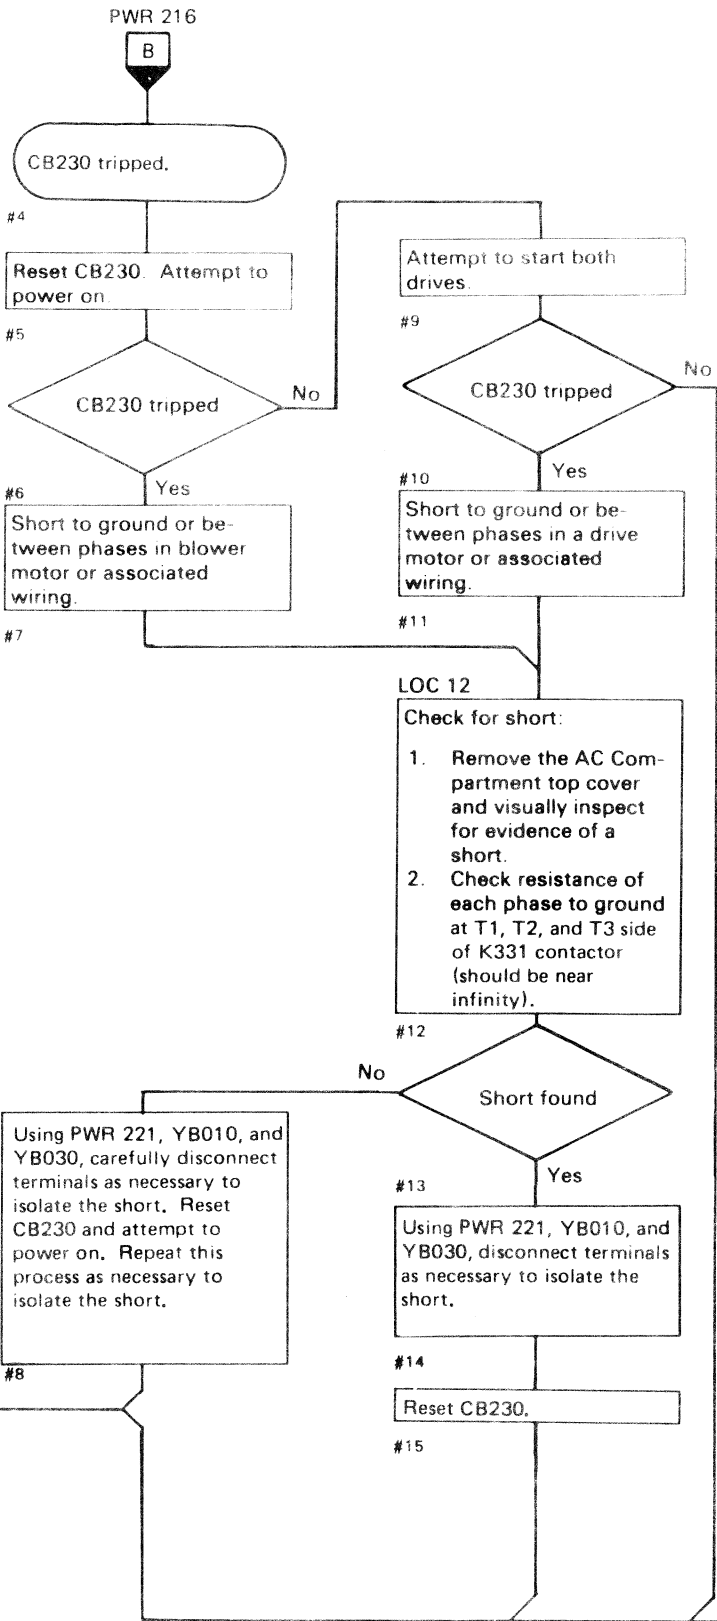 PWR 216
B
CB230 tripped.
#4
Reset CB230. Attempt to
power on.
#5
CB230 tripped
No
Yes
#6
Short to ground or be-
tween phases in blower
motor or associated
wiring.
#7
Attempt to start both
drives.
#9
CB230 tripped
No
Yes
#10
Short to ground or be-
tween phases in a drive
motor or associated
wiring.
#11
LOC 12
Check for short:
1. Remove the AC Com-
partment top cover
and visually inspect
for evidence of a
short.
2. Check resistance of
each phase to ground
at T1, T2, and T3 side
of K331 contactor
(should be near
infinity).
#12
Short found
No
Yes
Using PWR 221, YB010, and
YB030, carefully disconnect
terminals as necessary to
isolate the short. Reset
CB230 and attempt to
power on. Repeat this
process as necessary to
isolate the short.
#8
#13
Using PWR 221, YB010, and
YB030, disconnect terminals
as necessary to isolate the
short.
#14
Reset CB230.
#15